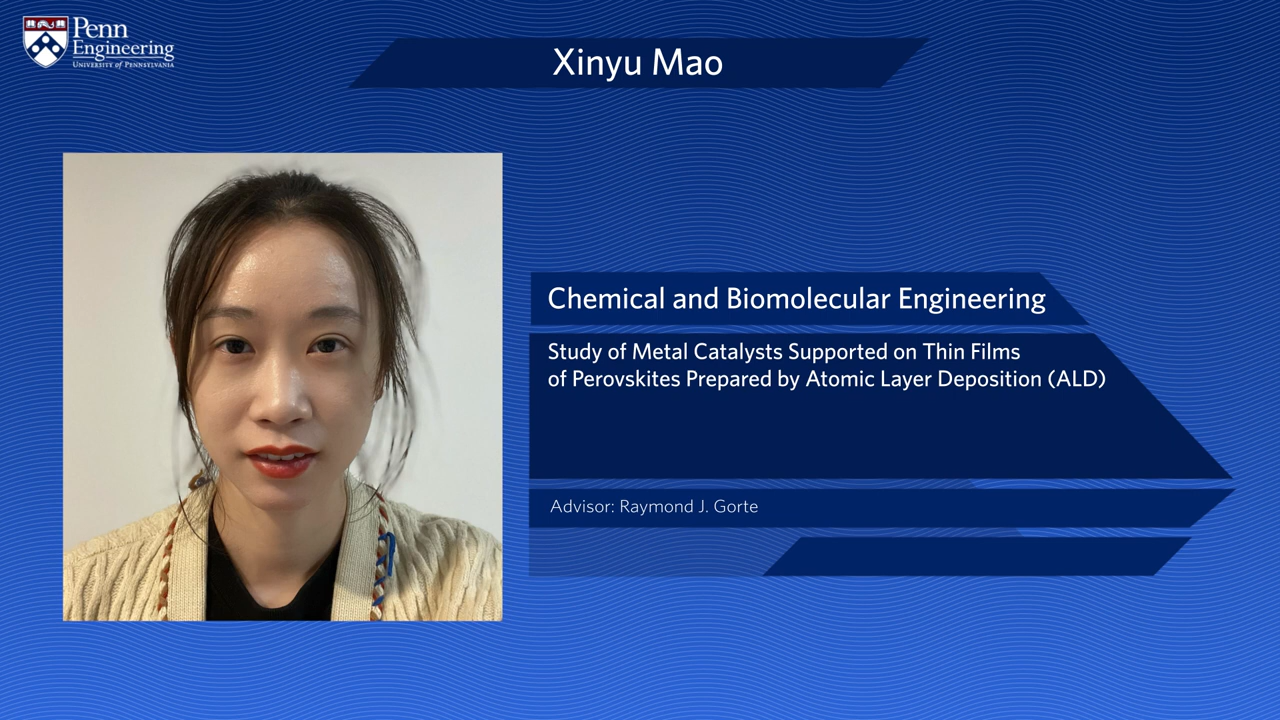 Penn
Engineering
UNIVERSITY of PENNSYLVANIA
Xinyu Mao
Chemical and Biomolecular Engineering
Study of Metal Catalysts Supported on Thin Films
of Perovskites Prepared by Atomic Layer Deposition (ALD)
Advisor: Raymond J. Gorte